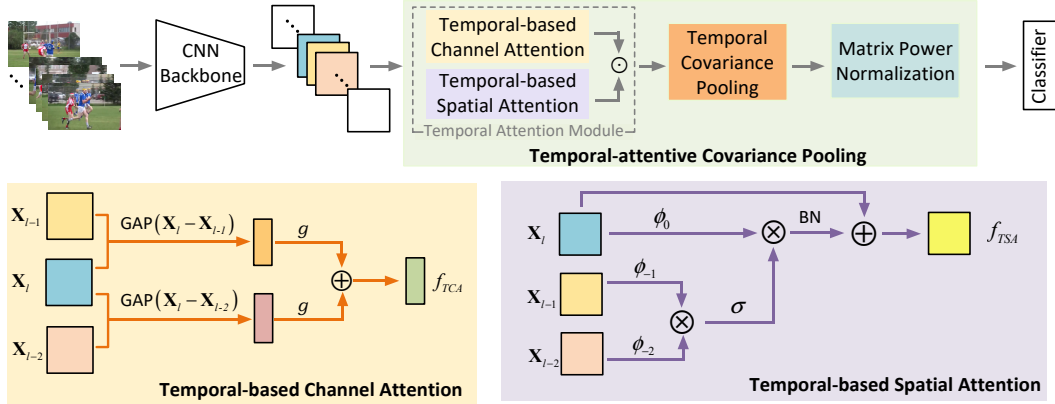 CNN
Backbone
Temporal-based
Channel Attention
Temporal-based
Spatial Attention
Temporal Attention Module
⊙
Temporal
Covariance
Pooling
Matrix Power
Normalization
Classifier
Temporal-attentive Covariance Pooling
X_{l-1}
X_l
X_{l-2}
GAP(X_l − X_{l-1})
GAP(X_l − X_{l-2})
g
g
f_{TCA}
Temporal-based Channel Attention
X_l
X_{l-1}
X_{l-2}
ϕ_0
ϕ_{-1}
ϕ_{-2}
σ
BN
f_{TSA}
Temporal-based Spatial Attention